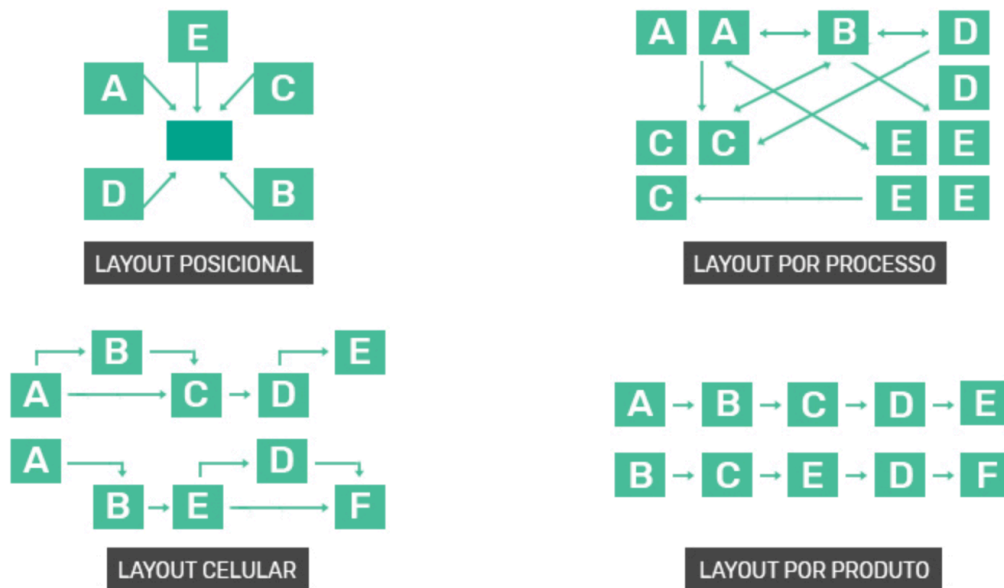 E
A C
D B
LAYOUT POSICIONAL
A A B D
D
C C E E
C E E
LAYOUT POR PROCESSO
B E
A C D
A D
B E F
LAYOUT CELULAR
A B C D E
B C E D F
LAYOUT POR PRODUTO